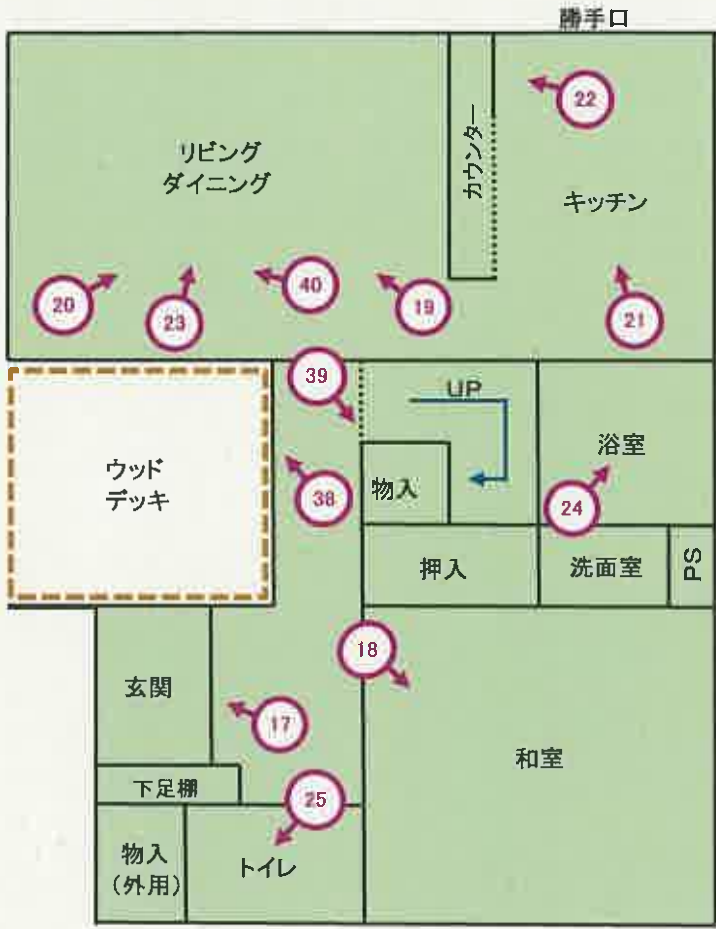 勝手口
22
リビング
ダイニング
カウンター
キッチン
20
23
40
19
21
39
UP
浴室
ウッド
デッキ
38
物入
24
押入
洗面室
PS
18
玄関
17
和室
下足棚
25
物入
(外用)
トイレ